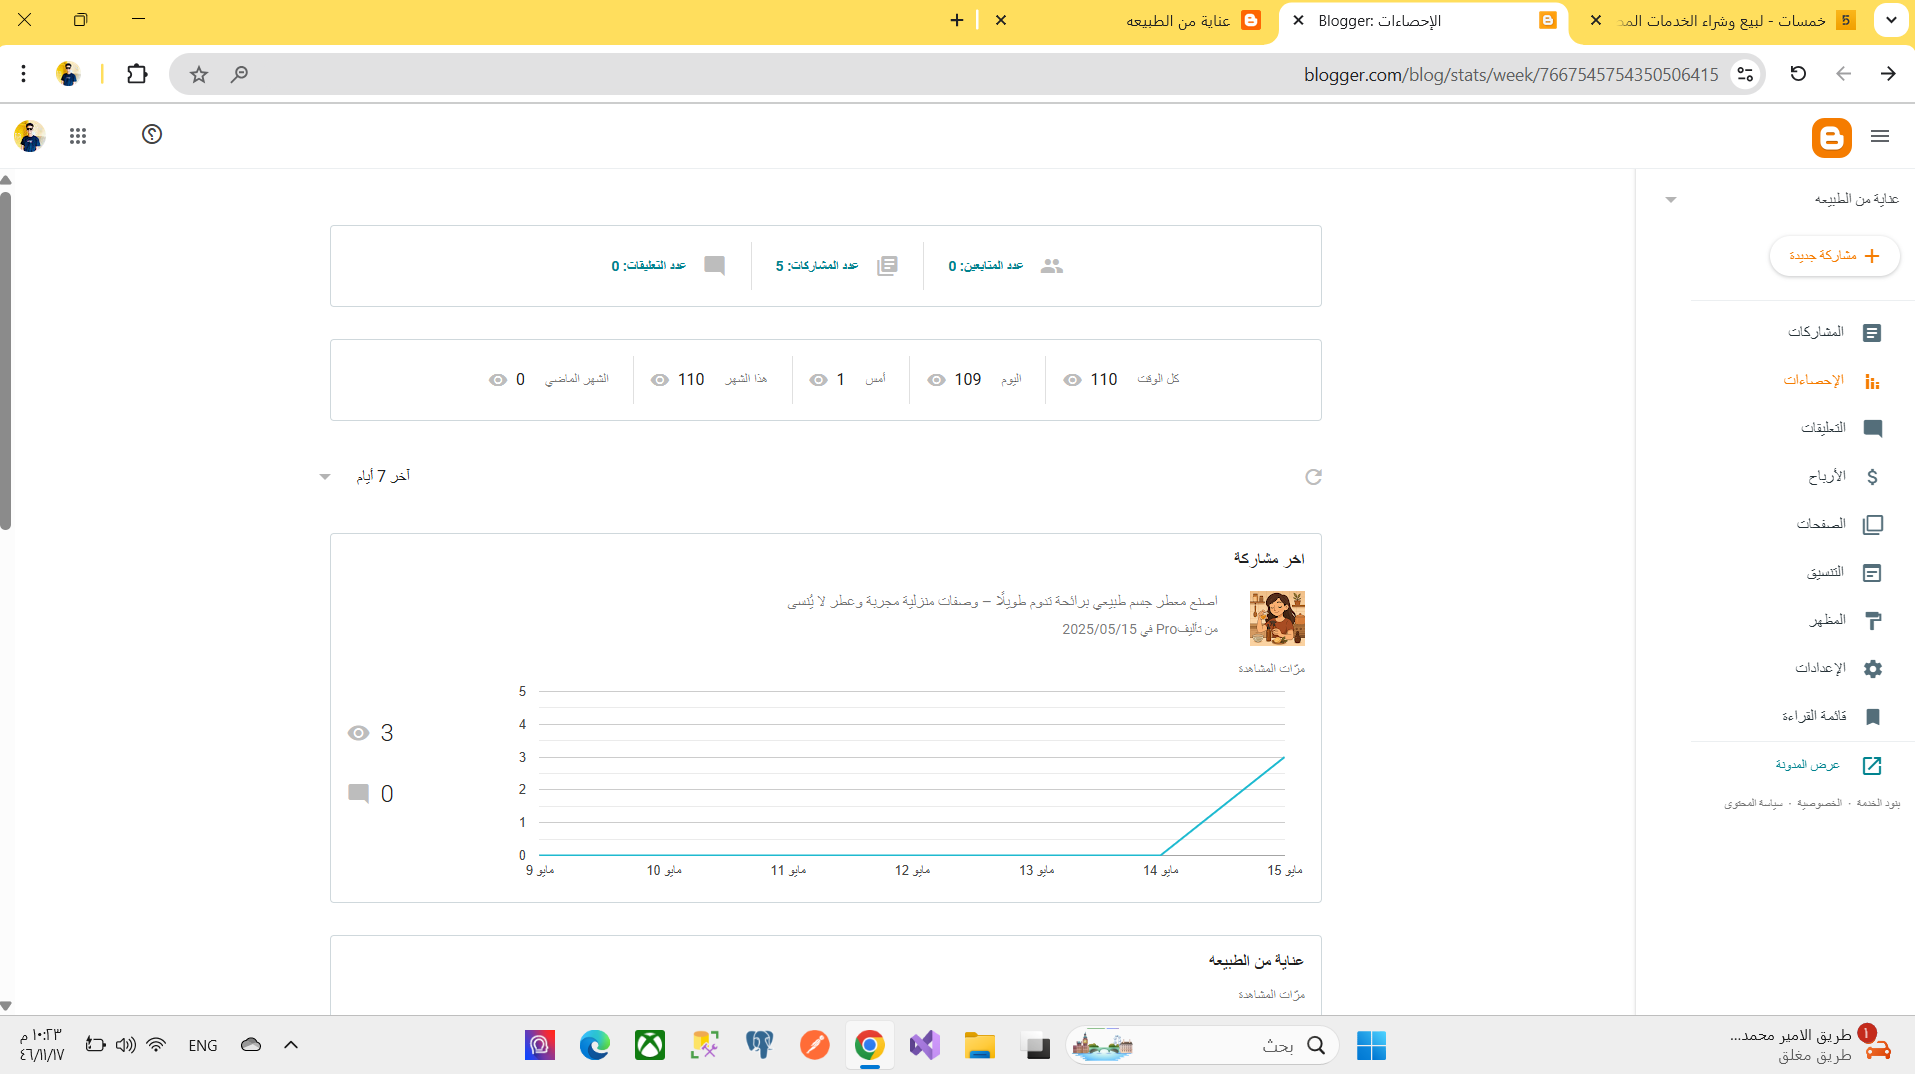 خمسات - لبيع وشراء الخدمات المد
Blogger: الإحصاءات
عناية من الطبيعه
blogger.com/blog/stats/week/7667545754350506415
عناية من الطبيعه
مشاركة جديدة
المشاركات
الإحصاءات
التعليقات
الأرباح
الصفحات
التنسيق
المظهر
الإعدادات
قائمة القراءة
عرض المدونة
بنود الخدمة · الخصوصية · سياسة المحتوى
عدد المتابعين: 0
عدد المشاركات: 5
عدد التعليقات: 0
كل الوقت 110
اليوم 109
أمس 1
هذا الشهر 110
الشهر الماضي 0
آخر 7 أيام
اخر مشاركة
اصنع معطر جسم طبيعي برائحة تدوم طويلًا – وصفات منزلية مجربة وعطر لا يُنسى
من تأليفPro في 2025/05/15
مرّات المشاهدة
3
0
5
4
3
2
1
0
9 مايو
10 مايو
11 مايو
12 مايو
13 مايو
14 مايو
15 مايو
عناية من الطبيعه
مرّات المشاهدة
طريق الامير محمد...
طريق مغلق
١
بحث
ENG
١٠:٢٣ م
٤٦/١١/١٧